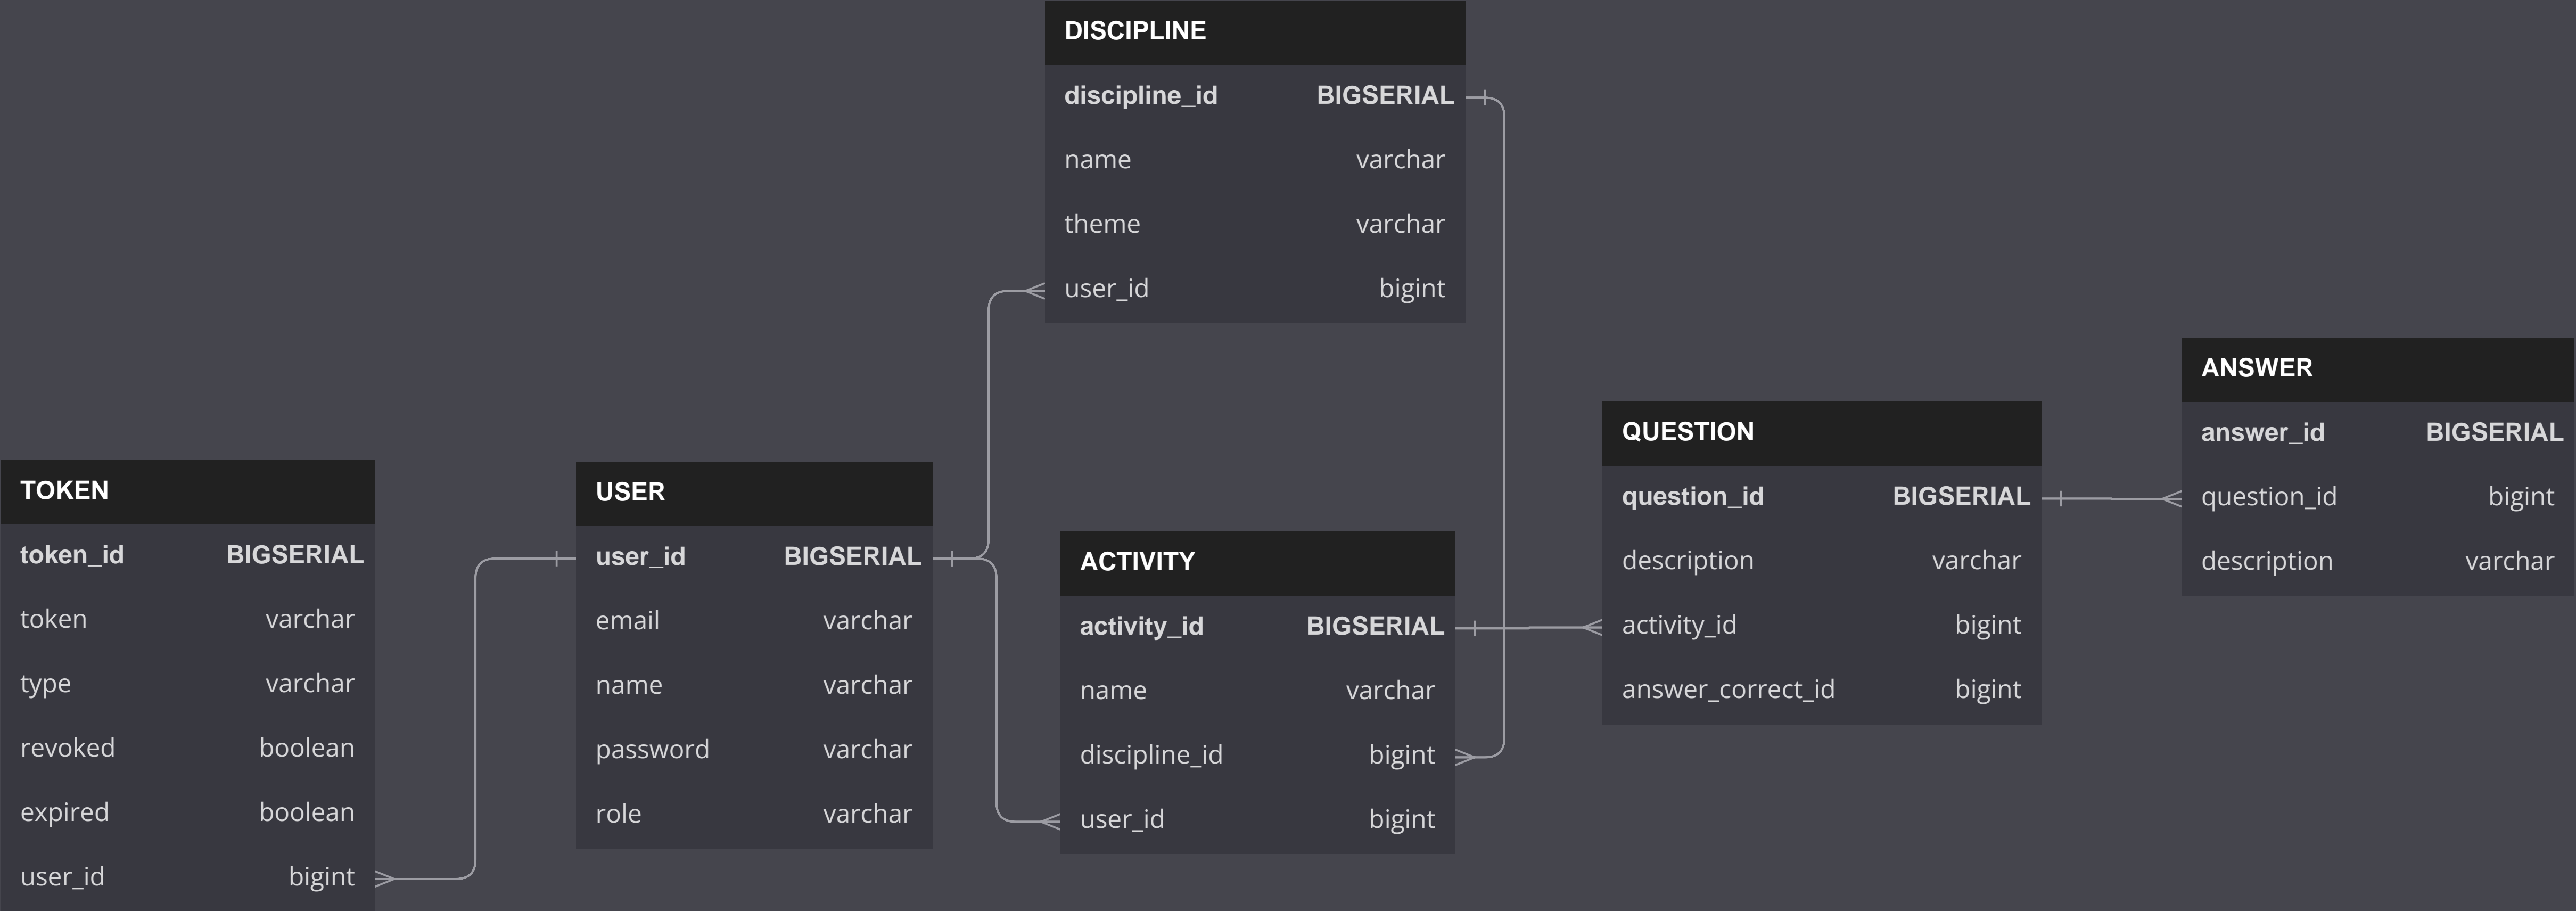 DISCIPLINE
discipline_id BIGSERIAL
name varchar
theme varchar
user_id bigint
TOKEN
token_id BIGSERIAL
token varchar
type varchar
revoked boolean
expired boolean
user_id bigint
USER
user_id BIGSERIAL
email varchar
name varchar
password varchar
role varchar
ACTIVITY
activity_id BIGSERIAL
name varchar
discipline_id bigint
user_id bigint
QUESTION
question_id BIGSERIAL
description varchar
activity_id bigint
answer_correct_id bigint
ANSWER
answer_id BIGSERIAL
question_id bigint
description varchar